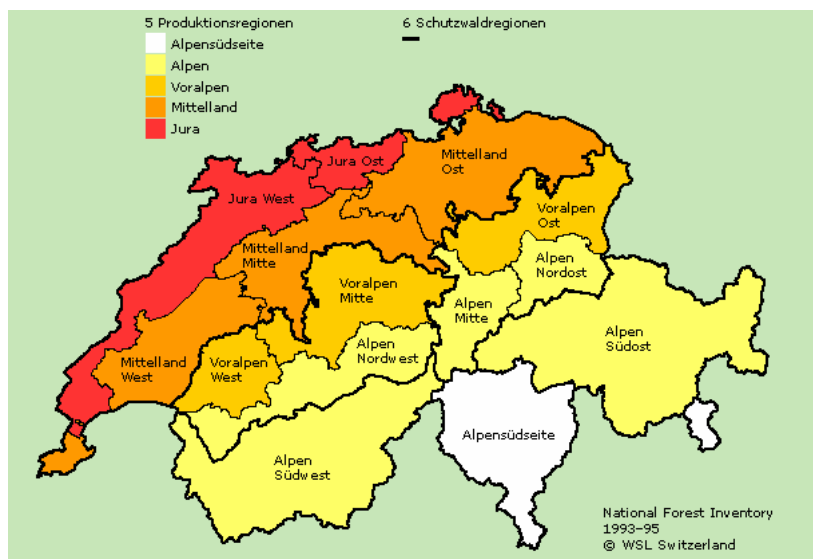 5 Produktionsregionen
Alpensüdseite
Alpen
Voralpen
Mittelland
Jura
6 Schutzwaldregionen
Jura Ost
Mittelland
Ost
Jura West
Voralpen
Ost
Mittelland
Mitte
Alpen
Nordost
Voralpen
Mitte
Alpen
Mitte
Alpen
Südost
Alpen
Nordwest
Mittelland
West
Voralpen
West
Alpensüdseite
Alpen
Südwest
National Forest Inventory
1993-95
© WSL Switzerland